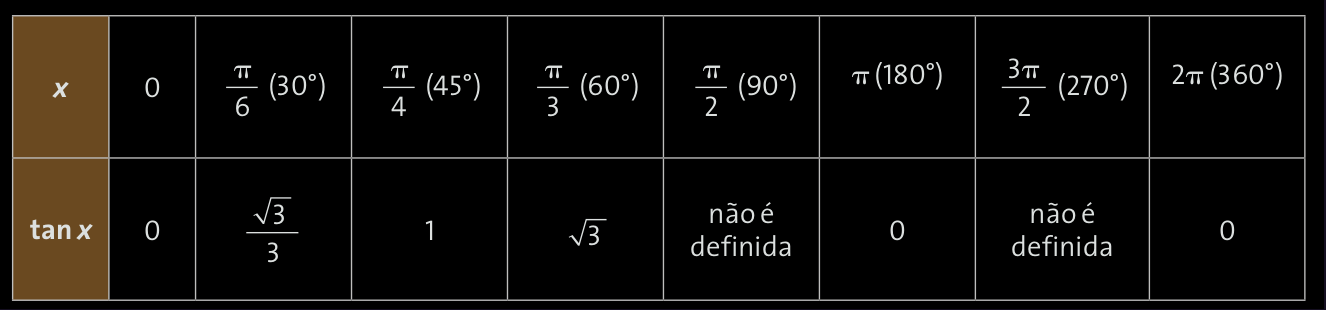 x 0 π/6 (30°) π/4 (45°) π/3 (60°) π/2 (90°) π (180°) 3π/2 (270°) 2π (360°)
tan x 0 √3/3 1 √3 não é definida 0 não é definida 0